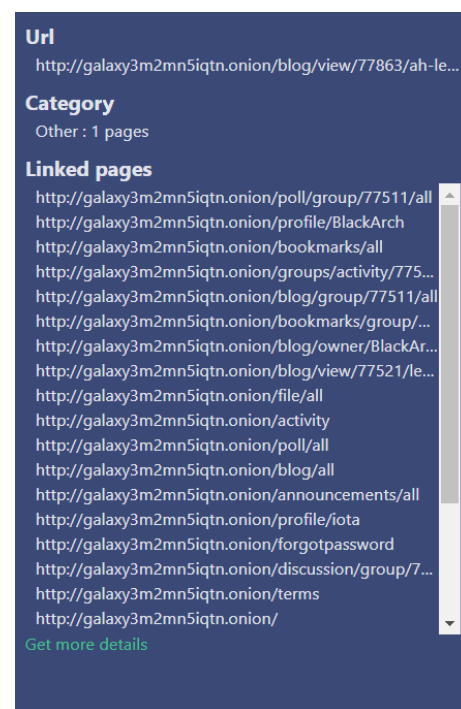 Url
http://galaxy3m2mn5iqtn.onion/blog/view/77863/ah-le...
Category
Other : 1 pages
Linked pages
http://galaxy3m2mn5iqtn.onion/poll/group/77511/all
http://galaxy3m2mn5iqtn.onion/profile/BlackArch
http://galaxy3m2mn5iqtn.onion/bookmarks/all
http://galaxy3m2mn5iqtn.onion/groups/activity/775...
http://galaxy3m2mn5iqtn.onion/blog/group/77511/all
http://galaxy3m2mn5iqtn.onion/bookmarks/group/...
http://galaxy3m2mn5iqtn.onion/blog/owner/BlackAr...
http://galaxy3m2mn5iqtn.onion/blog/view/77521/le...
http://galaxy3m2mn5iqtn.onion/file/all
http://galaxy3m2mn5iqtn.onion/activity
http://galaxy3m2mn5iqtn.onion/poll/all
http://galaxy3m2mn5iqtn.onion/blog/all
http://galaxy3m2mn5iqtn.onion/announcements/all
http://galaxy3m2mn5iqtn.onion/profile/iota
http://galaxy3m2mn5iqtn.onion/forgotpassword
http://galaxy3m2mn5iqtn.onion/discussion/group/7...
http://galaxy3m2mn5iqtn.onion/terms
http://galaxy3m2mn5iqtn.onion/
Get more details